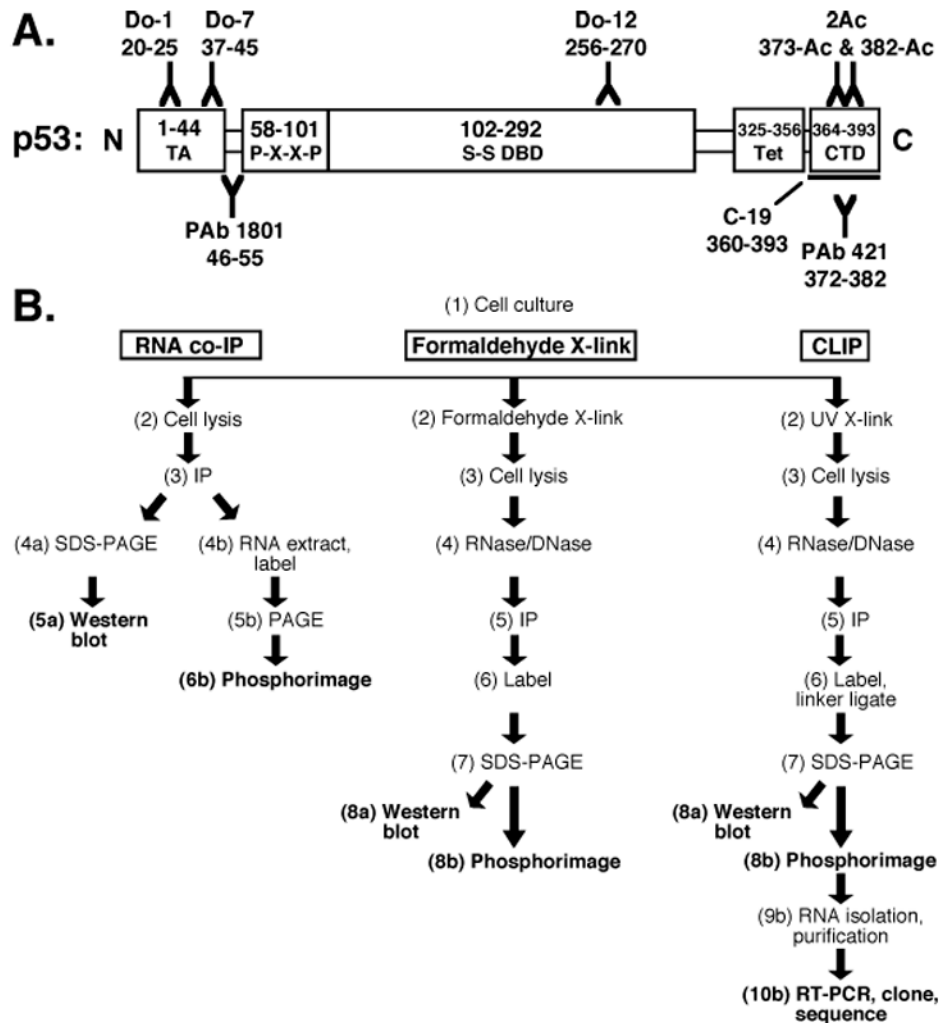 A.
Do-1
20-25
Do-7
37-45
Do-12
256-270
2Ac
373-Ac & 382-Ac
p53: N
1-44
TA
58-101
P-X-X-P
102-292
S-S DBD
325-356
Tet
364-393
CTD
C
PAb 1801
46-55
C-19
360-393
PAb 421
372-382
B.
(1) Cell culture
RNA co-IP
Formaldehyde X-link
CLIP
(2) Cell lysis
(2) Formaldehyde X-link
(2) UV X-link
(3) IP
(3) Cell lysis
(3) Cell lysis
(4a) SDS-PAGE
(4b) RNA extract,
label
(4) RNase/DNase
(4) RNase/DNase
(5a) Western
blot
(5b) PAGE
(5) IP
(5) IP
(6b) Phosphorimage
(6) Label
(6) Label,
linker ligate
(7) SDS-PAGE
(7) SDS-PAGE
(8a) Western
blot
(8a) Western
blot
(8b) Phosphorimage
(8b) Phosphorimage
(9b) RNA isolation,
purification
(10b) RT-PCR, clone,
sequence